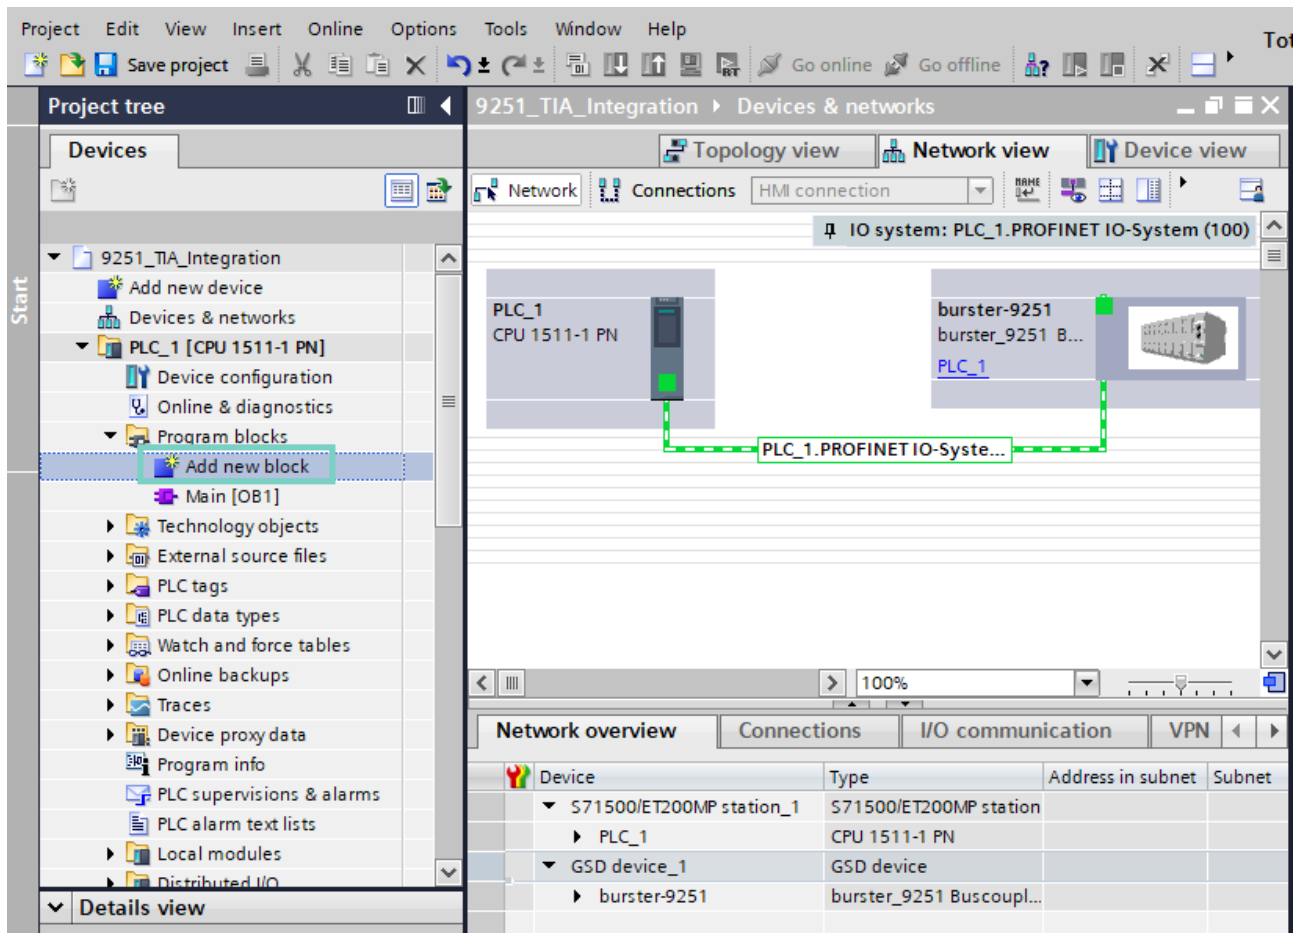 Project Edit View Insert Online Options Tools Window Help
Save project Go online Go offline
Tot
Start
Project tree
Devices
9251_TIA_Integration
Add new device
Devices & networks
PLC_1 [CPU 1511-1 PN]
Device configuration
Online & diagnostics
Program blocks
Add new block
Main [OB1]
Technology objects
External source files
PLC tags
PLC data types
Watch and force tables
Online backups
Traces
Device proxy data
Program info
PLC supervisions & alarms
PLC alarm text lists
Local modules
Distributed I/O
Details view
9251_TIA_Integration Devices & networks
Topology view Network view Device view
Network Connections HMI connection
IO system: PLC_1.PROFINET IO-System (100)
PLC_1
CPU 1511-1 PN
burster-9251
burster_9251 B...
PLC_1
PLC_1.PROFINET IO-Syste...
100%
Network overview Connections I/O communication VPN
Device Type Address in subnet Subnet
S71500/ET200MP station_1 S71500/ET200MP station
PLC_1 CPU 1511-1 PN
GSD device_1 GSD device
burster-9251 burster_9251 Buscoupl...